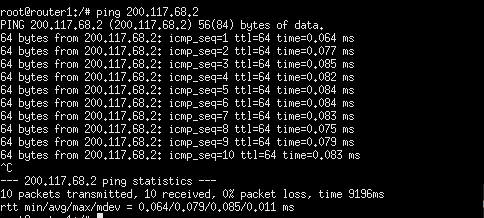 root@router1:/# ping 200.117.68.2
PING 200.117.68.2 (200.117.68.2) 56(84) bytes of data.
64 bytes from 200.117.68.2: icmp_seq=1 ttl=64 time=0.064 ms
64 bytes from 200.117.68.2: icmp_seq=2 ttl=64 time=0.077 ms
64 bytes from 200.117.68.2: icmp_seq=3 ttl=64 time=0.085 ms
64 bytes from 200.117.68.2: icmp_seq=4 ttl=64 time=0.082 ms
64 bytes from 200.117.68.2: icmp_seq=5 ttl=64 time=0.084 ms
64 bytes from 200.117.68.2: icmp_seq=6 ttl=64 time=0.084 ms
64 bytes from 200.117.68.2: icmp_seq=7 ttl=64 time=0.083 ms
64 bytes from 200.117.68.2: icmp_seq=8 ttl=64 time=0.075 ms
64 bytes from 200.117.68.2: icmp_seq=9 ttl=64 time=0.079 ms
64 bytes from 200.117.68.2: icmp_seq=10 ttl=64 time=0.083 ms
^C
--- 200.117.68.2 ping statistics ---
10 packets transmitted, 10 received, 0% packet loss, time 9196ms
rtt min/avg/max/mdev = 0.064/0.079/0.085/0.011 ms
root@router1:/#